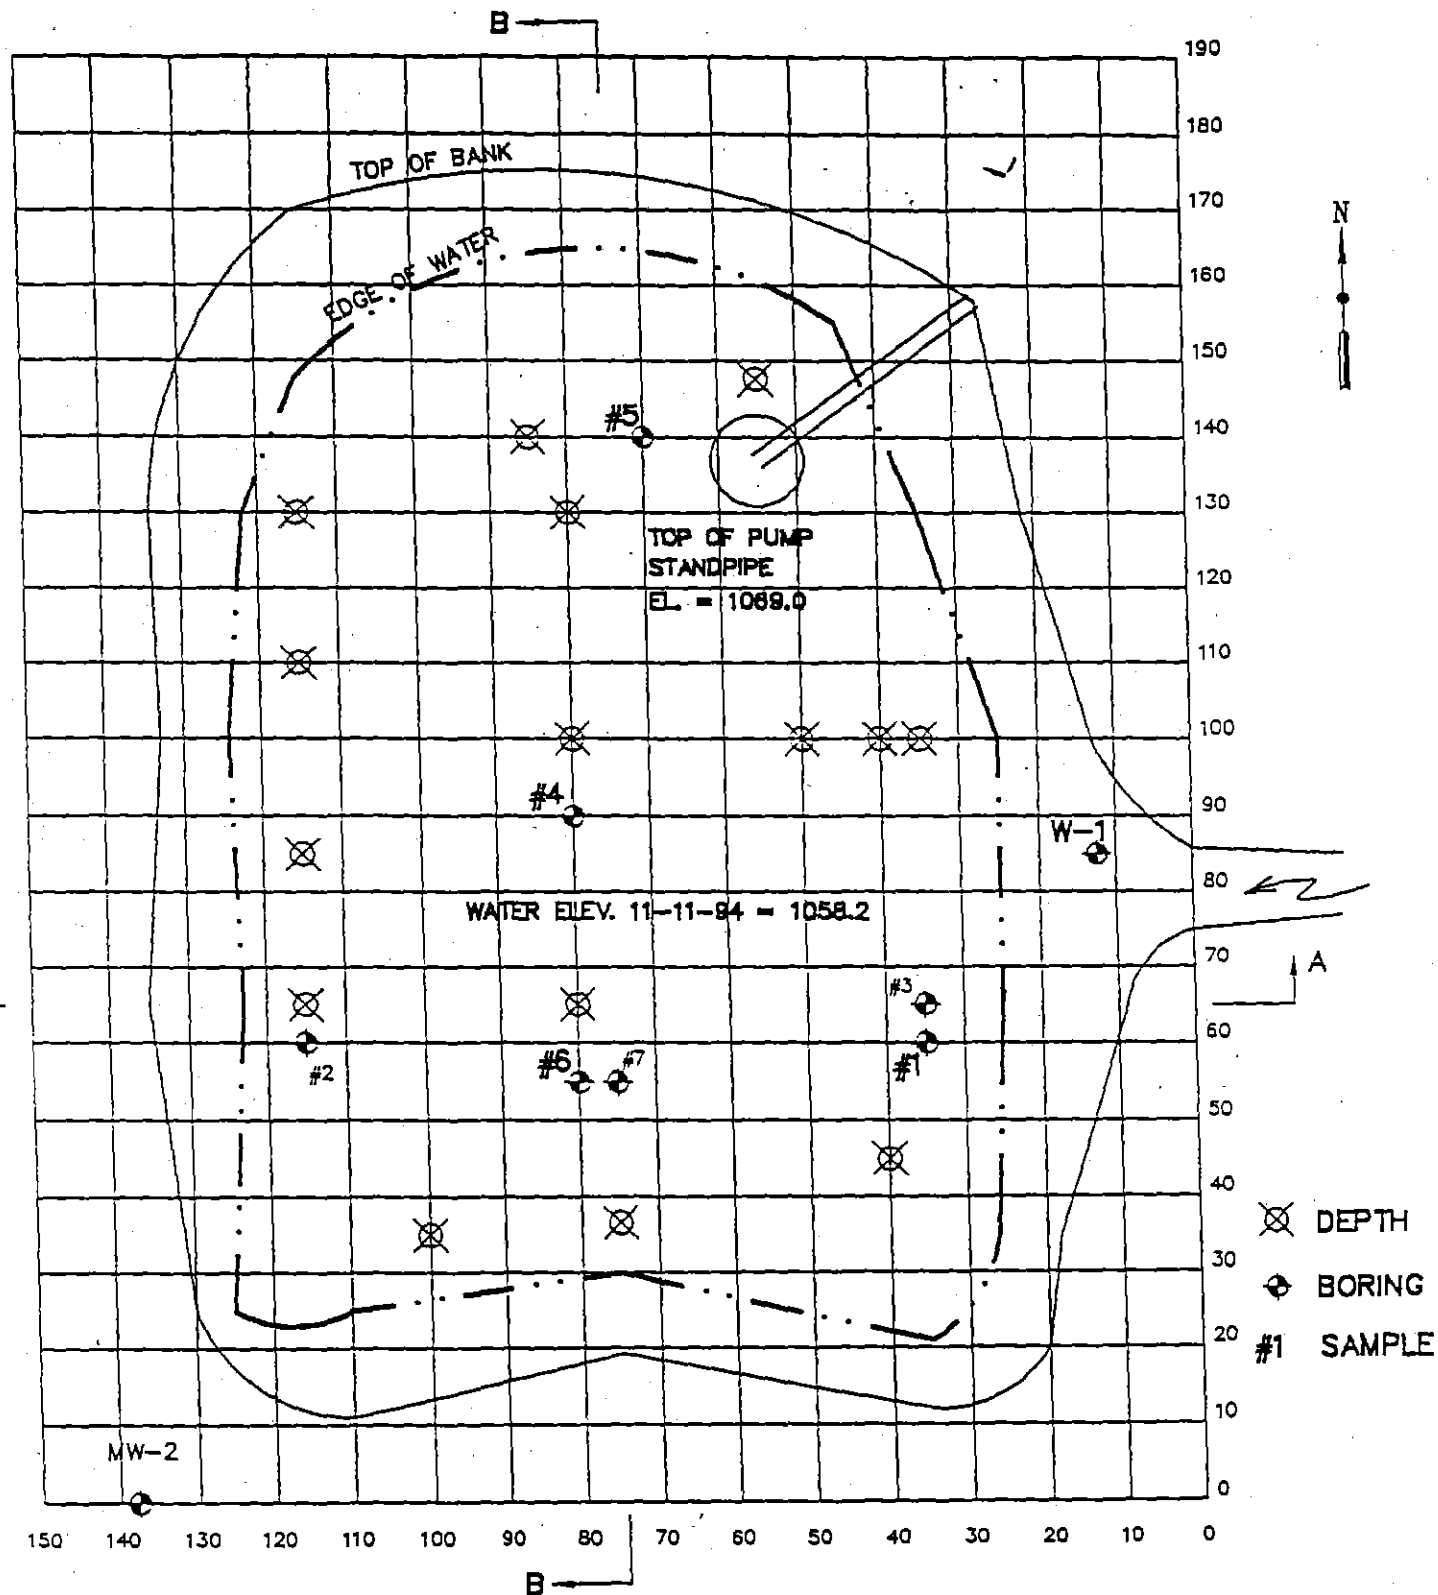 B
190
180
TOP OF BANK
170
N
EDGE OF WATER
160
150
#5
140
130
TOP OF PUMP
STANDPIPE
EL. = 1069.0
120
110
100
#4
90
W-1
80
WATER ELEV. 11-11-94 = 1058.2
70
A
#3
60
#6
#7
#1
#2
50
40
DEPTH
30
BORING
20
#1 SAMPLE
10
MW-2
0
150 140 130 120 110 100 90 80 70 60 50 40 30 20 10 0
B